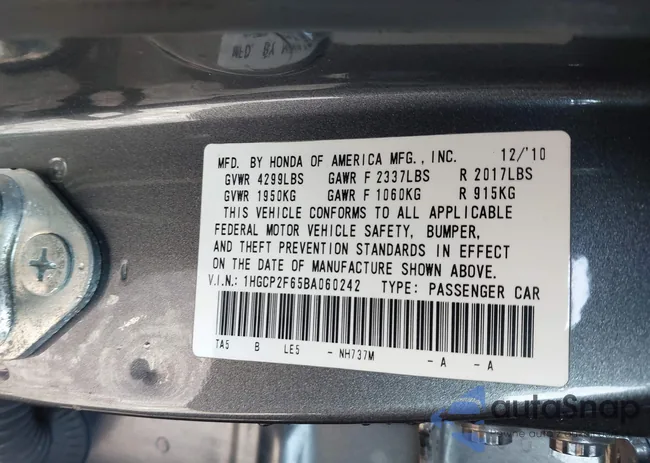 MFD. BY HONDA OF AMERICA MFG., INC. 12/'10
GVWR 4299LBS GAWR F 2337LBS R 2017LBS
GVWR 1950KG GAWR F 1060KG R 915KG
THIS VEHICLE CONFORMS TO ALL APPLICABLE
FEDERAL MOTOR VEHICLE SAFETY, BUMPER,
AND THEFT PREVENTION STANDARDS IN EFFECT
ON THE DATE OF MANUFACTURE SHOWN ABOVE.
V.I.N.: 1HGCP2F65BA060242 TYPE: PASSENGER CAR
TA5 B LE5 - NH737M - A - A
autoSnap